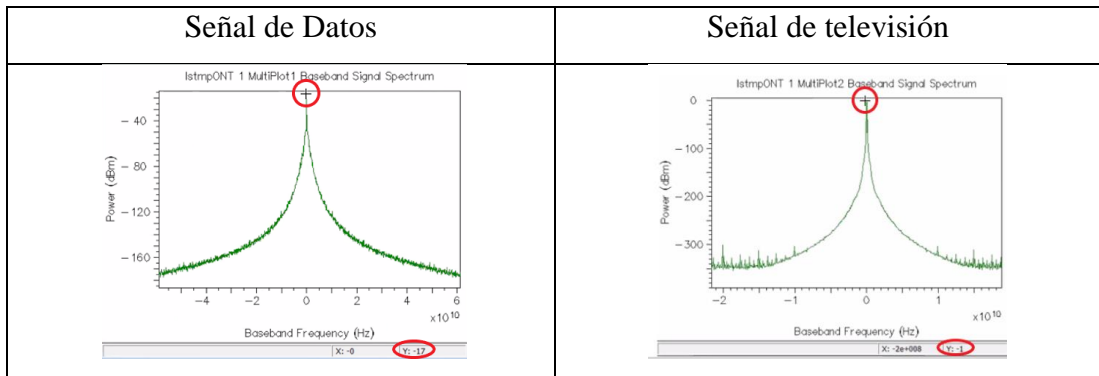 Señal de Datos
Señal de televisión
IstmpONT 1 MultiPlot1 Baseband Signal Spectrum
Power (dBm)
-40
-80
-120
-160
-4 -2 0 2 4 6
x10 10
Baseband Frequency (Hz)
X: -0 Y: -17
IstmpONT 1 MultiPlot2 Baseband Signal Spectrum
Power (dBm)
0
-100
-200
-300
-2 -1 0 1
x10 10
Baseband Frequency (Hz)
X: -2e+008 Y: -1